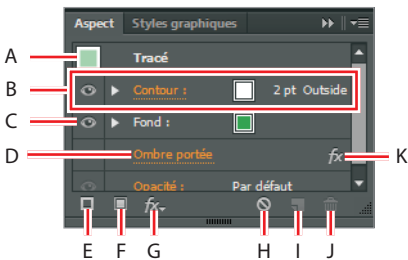 Aspect Styles graphiques
A Tracé
B Contour : 2 pt Outside
C Fond :
D Ombre portée fx K
Opacité : Par défaut
fx
E F G H I J